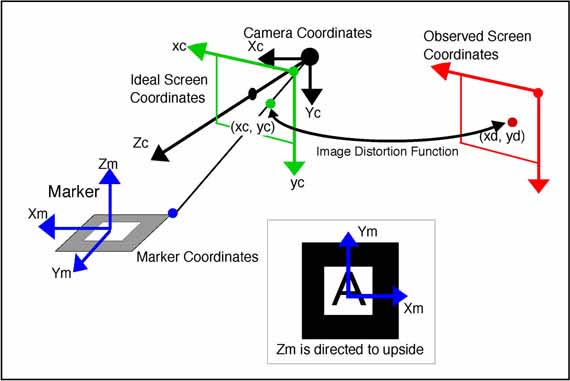 Camera Coordinates
Observed Screen
Coordinates
xc
Xc
Ideal Screen
Coordinates
Yc
(xc, yc)
(xd, yd)
Zc
Image Distortion Function
Zm
yc
Marker
Xm
Ym
Marker Coordinates
Ym
A
Xm
Zm is directed to upside